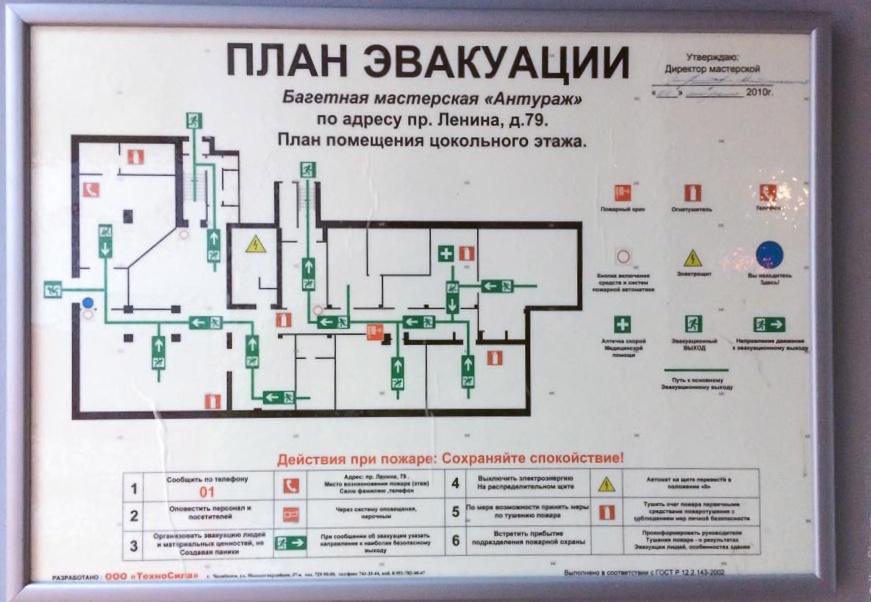 ПЛАН ЭВАКУАЦИИ
Утверждаю:
Директор мастерской
2010г.
Багетная мастерская «Антураж»
по адресу пр. Ленина, д.79.
План помещения цокольного этажа.
Пожарный кран
Огнетушитель
Телефон
Кнопка включения
средств и систем
пожарной автоматики
Электрощит
Вы находитесь
Здесь!
Аптечка скорой
Медицинской
помощи
Эвакуационный
ВЫХОД
Направление движения
к эвакуационному выходу
Путь к основному
Эвакуационному выходу
Действия при пожаре: Сохраняйте спокойствие!
1
Сообщить по телефону
01
Адрес: пр. Ленина, 79 .
Место возникновения пожара (этаж)
Свою фамилию ,телефон
4
Выключить электроэнергию
На распределительном щите
Автомат на щите перевести в
положение «0»
2
Оповестить персонал и
посетителей
Через систему оповещения,
нарочным
5
По мере возможности принять меры
по тушению пожара
Тушить очаг пожара первичными
средствами пожаротушения с
соблюдением мер личной безопасности
3
Организовать эвакуацию людей
и материальных ценностей, не
Создавая паники
При сообщении об эвакуации указать
направление к наиболее безопасному
выходу
6
Встретить прибытие
подразделения пожарной охраны
Проинформировать руководителя
Тушения пожара - о результатах
Эвакуации людей, особенностях здания
РАЗРАБОТАНО : ООО «ТехноСила»
Выполнено в соответствии с ГОСТ Р 12.2.143-2002